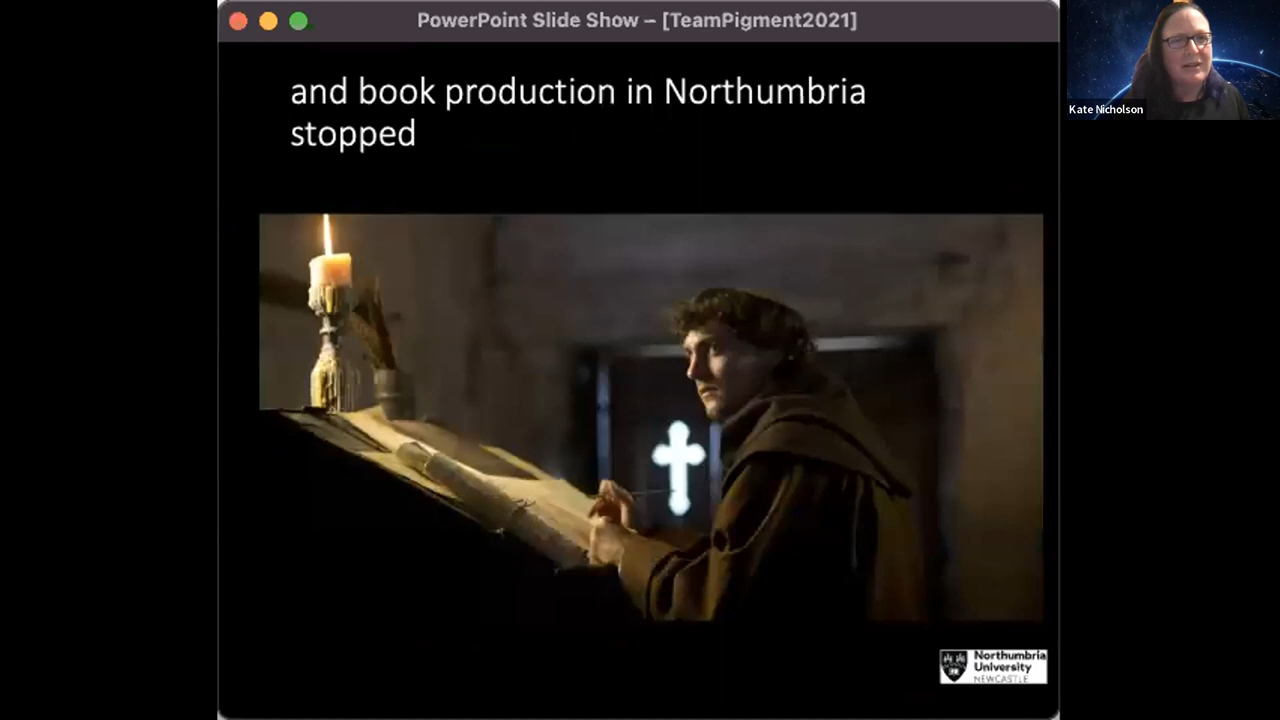 PowerPoint Slide Show – [TeamPigment2021]
Kate Nicholson
and book production in Northumbria
stopped
Northumbria
University
NEWCASTLE